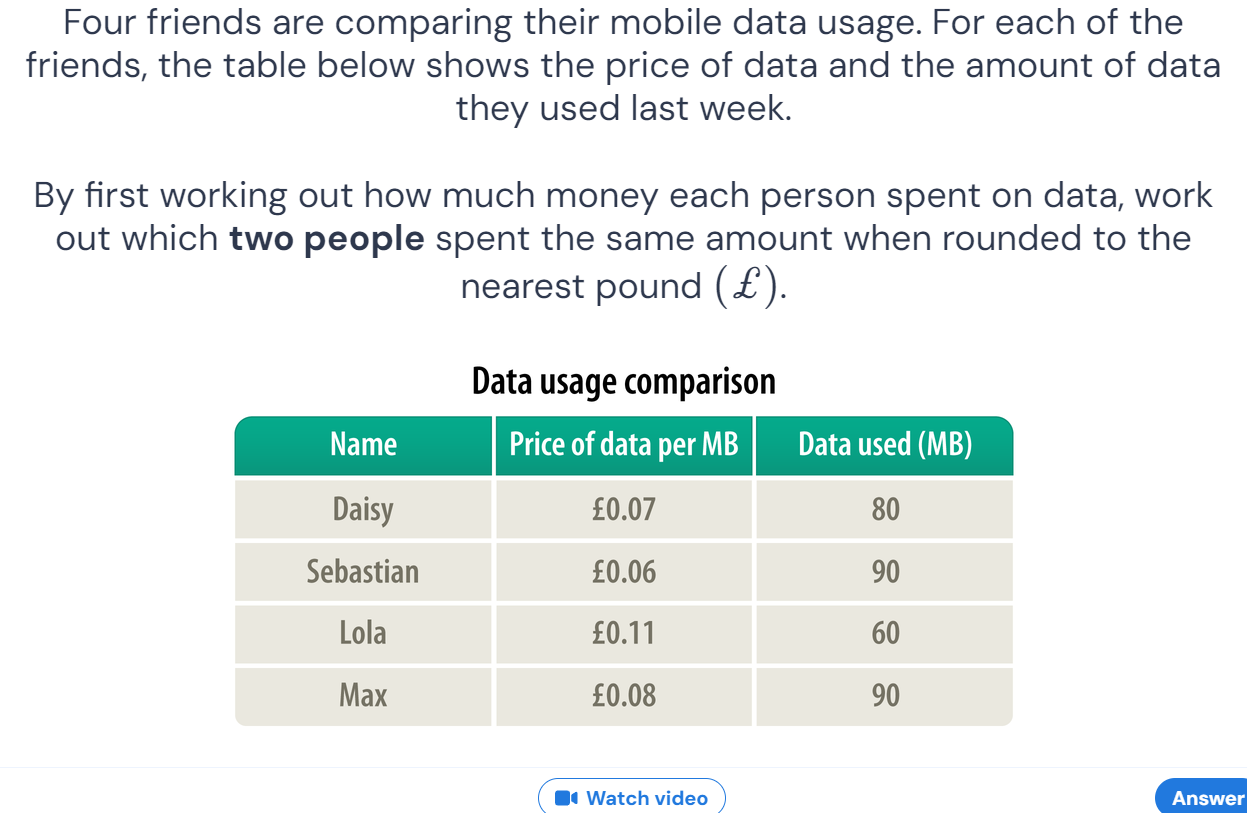 Four friends are comparing their mobile data usage. For each of the
friends, the table below shows the price of data and the amount of data
they used last week.
By first working out how much money each person spent on data, work
out which two people spent the same amount when rounded to the
nearest pound (£).
Data usage comparison
Name Price of data per MB Data used (MB)
Daisy £0.07 80
Sebastian £0.06 90
Lola £0.11 60
Max £0.08 90
Watch video
Answer